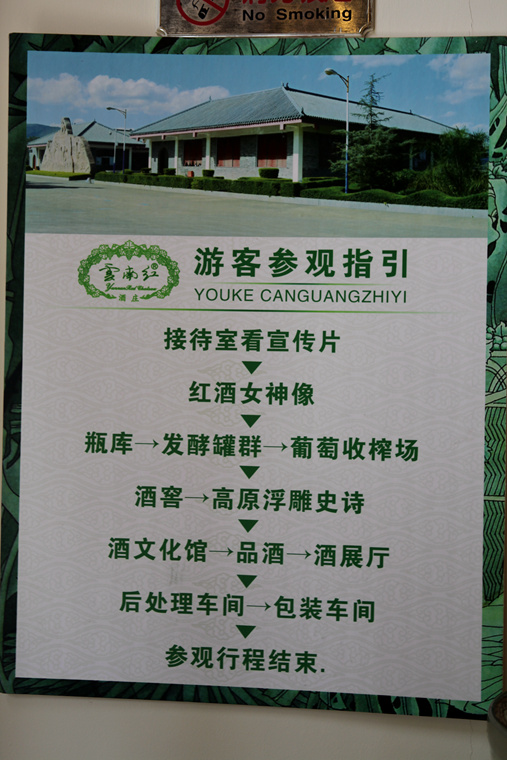 No Smoking
雲南红
酒庄
游客参观指引
YOUKE CANGUANGZHIYI
接待室看宣传片
红酒女神像
瓶库→发酵罐群→葡萄收榨场
酒窖→高原浮雕史诗
酒文化馆→品酒→酒展厅
后处理车间→包装车间
参观行程结束.